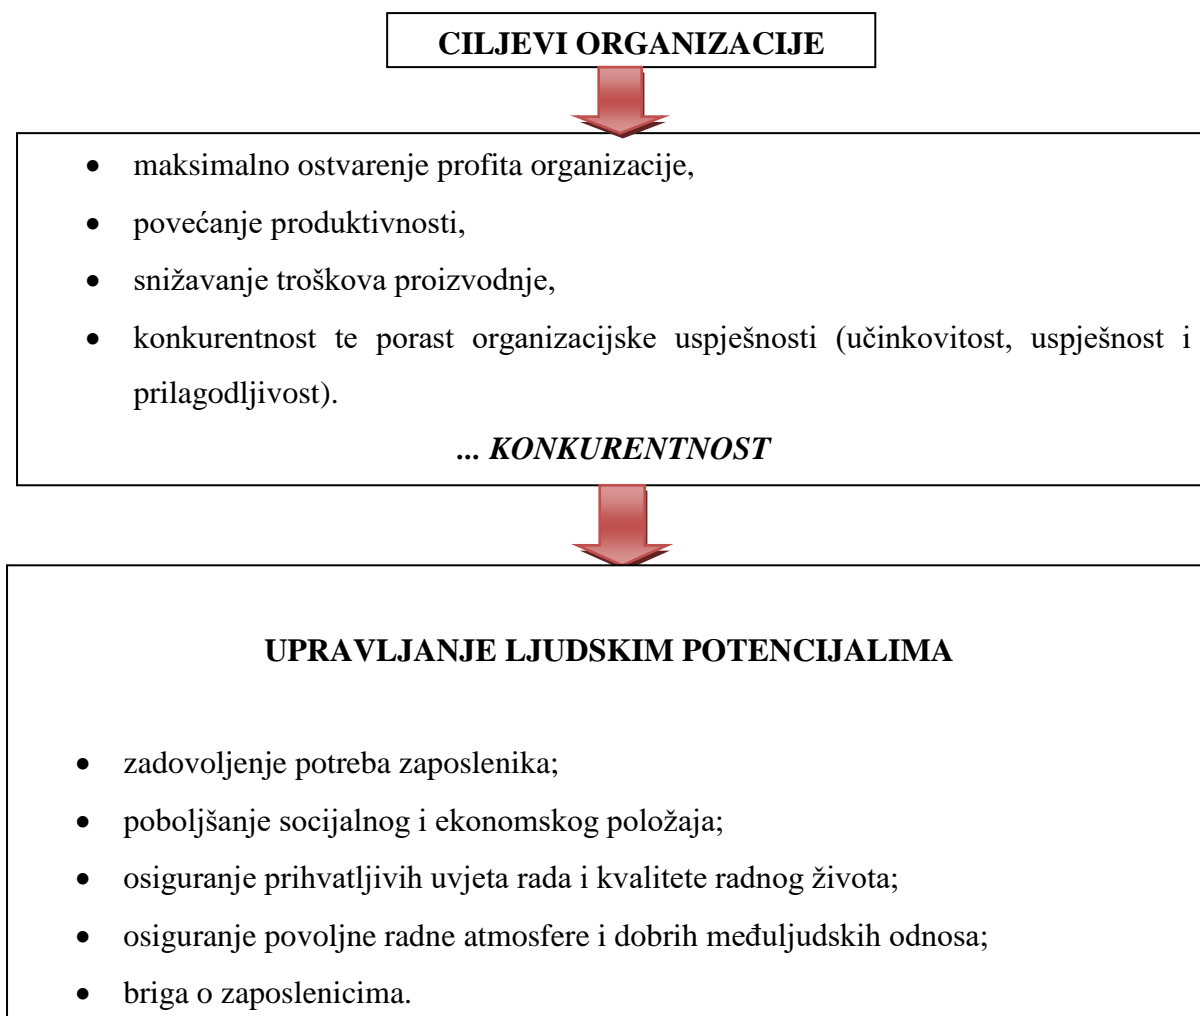 CILJEVI ORGANIZACIJE
• maksimalno ostvarenje profita organizacije,
• povećanje produktivnosti,
• snižavanje troškova proizvodnje,
• konkurentnost te porast organizacijske uspješnosti (učinkovitost, uspješnost i
prilagodljivost).
... KONKURENTNOST
UPRAVLJANJE LJUDSKIM POTENCIJALIMA
• zadovoljenje potreba zaposlenika;
• poboljšanje socijalnog i ekonomskog položaja;
• osiguranje prihvatljivih uvjeta rada i kvalitete radnog života;
• osiguranje povoljne radne atmosfere i dobrih međuljudskih odnosa;
• briga o zaposlenicima.